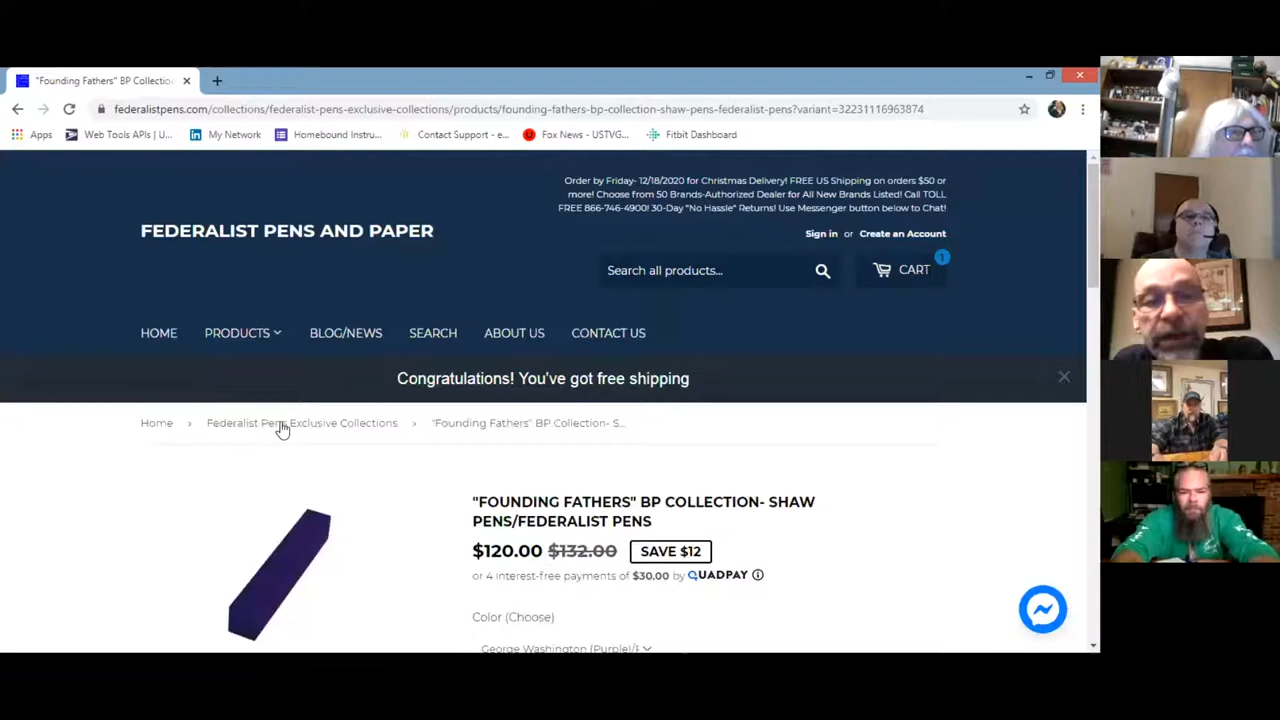 "Founding Fathers" BP Collection
federalistpens.com/collections/federalist-pens-exclusive-collections/products/founding-fathers-bp-collection-shaw-pens-federalist-pens?variant=32231116963874
Apps Web Tools APIs | U... My Network Homebound Instru... Contact Support - e... Fox News - USTVG... Fitbit Dashboard
Order by Friday- 12/18/2020 for Christmas Delivery! FREE US Shipping on orders $50 or
more! Choose from 50 Brands-Authorized Dealer for All New Brands Listed! Call TOLL
FREE 866-746-4900! 30-Day "No Hassle" Returns! Use Messenger button below to Chat!
FEDERALIST PENS AND PAPER
Sign in or Create an Account
Search all products...
CART 1
HOME PRODUCTS BLOG/NEWS SEARCH ABOUT US CONTACT US
Congratulations! You've got free shipping
Home › Federalist Pens Exclusive Collections › "Founding Fathers" BP Collection- S...
"FOUNDING FATHERS" BP COLLECTION- SHAW
PENS/FEDERALIST PENS
$120.00 $132.00 SAVE $12
or 4 interest-free payments of $30.00 by QUADPAY
Color (Choose)
George Washington (Purple)/